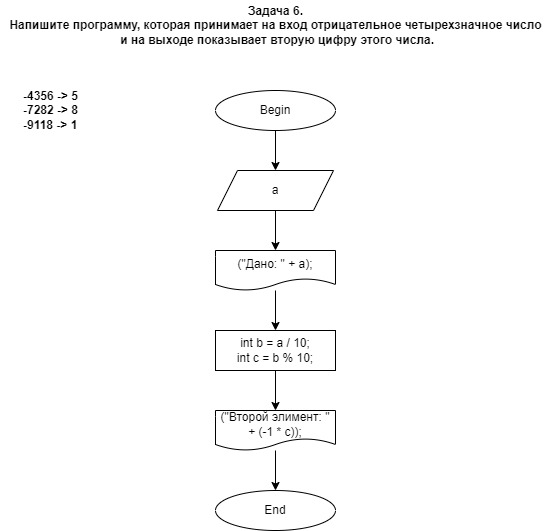 Задача 6.
Напишите программу, которая принимает на вход отрицательное четырехзначное число
и на выходе показывает вторую цифру этого числа.
-4356 -> 5
-7282 -> 8
-9118 -> 1
Begin
a
("Дано: " + a);
int b = a / 10;
int c = b % 10;
("Второй элимент: "
+ (-1 * c));
End